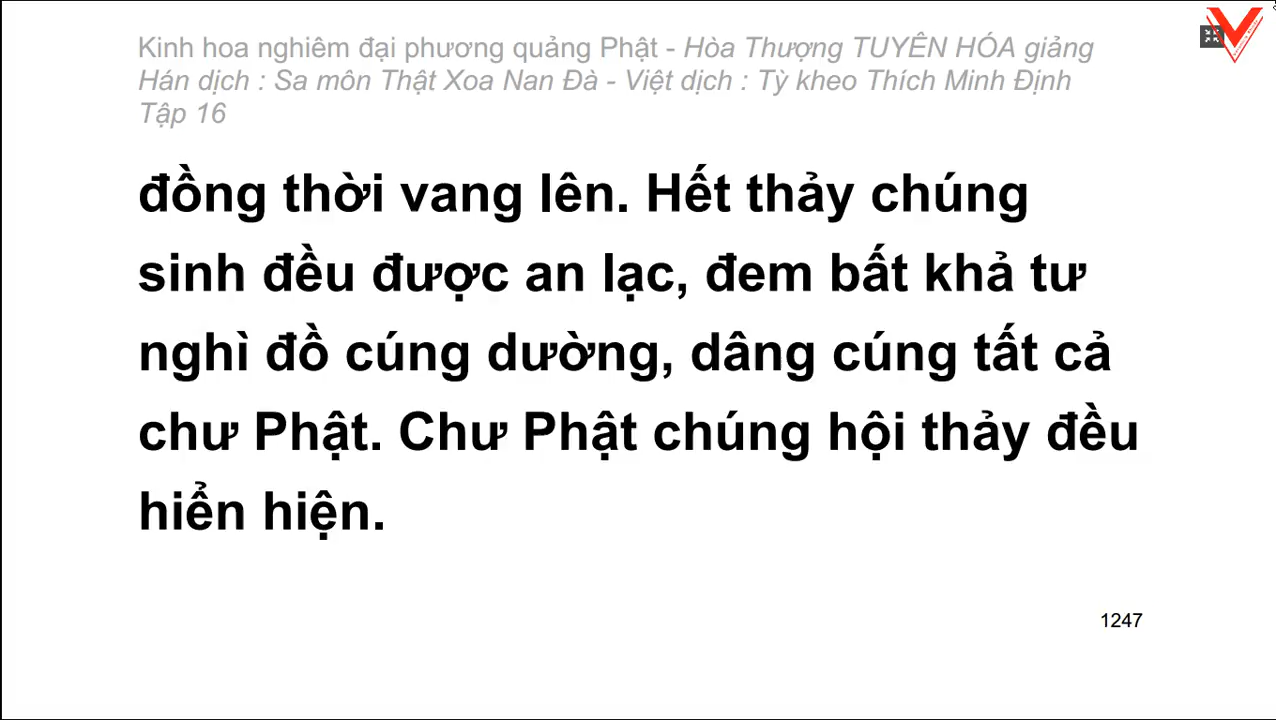 Kinh hoa nghiêm đại phương quảng Phật - Hòa Thượng TUYÊN HÓA giảng
Hán dịch : Sa môn Thật Xoa Nan Đà - Việt dịch : Tỳ kheo Thích Minh Định
Tập 16
đồng thời vang lên. Hết thảy chúng
sinh đều được an lạc, đem bất khả tư
nghì đồ cúng dường, dâng cúng tất cả
chư Phật. Chư Phật chúng hội thảy đều
hiển hiện.
1247